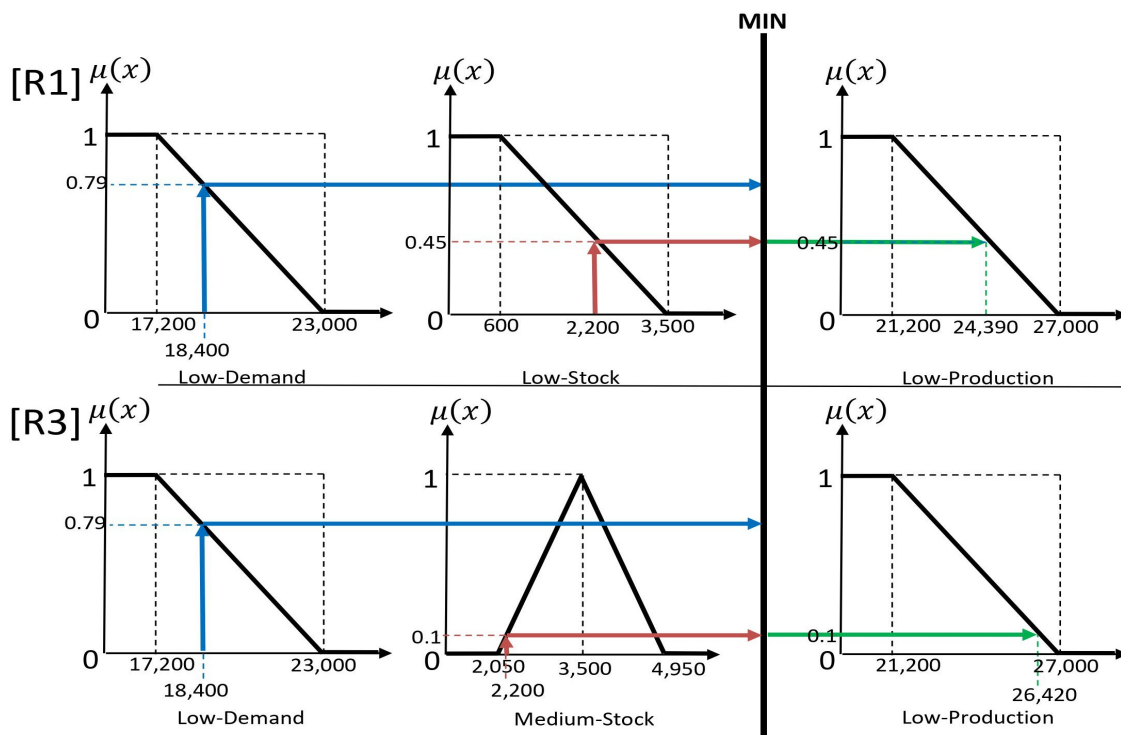 MIN
[R1] μ(x) μ(x) μ(x)
1 1 1
0.79
0.45 0.45
0 0 0
17,200 23,000 600 2,200 3,500 21,200 24,390 27,000
18,400
Low-Demand Low-Stock Low-Production
[R3] μ(x) μ(x) μ(x)
1 1 1
0.79
0.1 0.1
0 0 0
17,200 23,000 2,050 3,500 4,950 21,200 27,000
18,400 2,200 26,420
Low-Demand Medium-Stock Low-Production